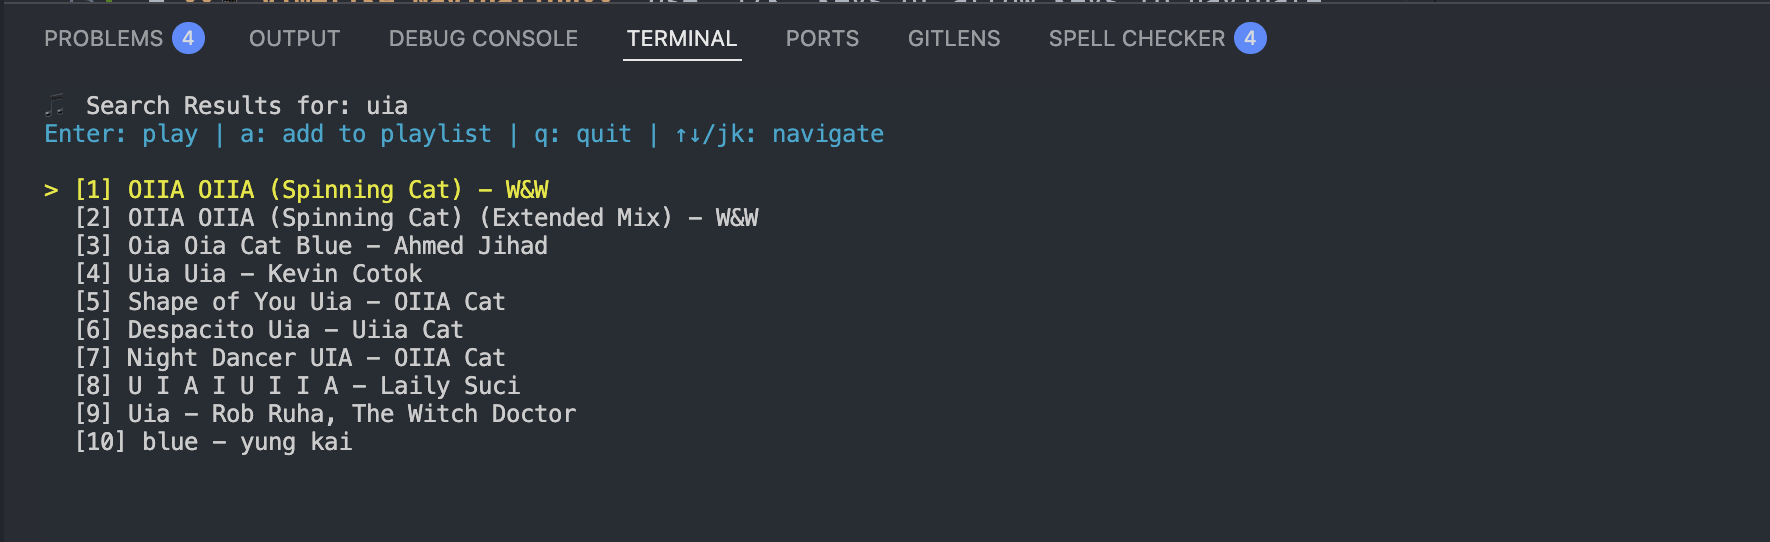 PROBLEMS 4 OUTPUT DEBUG CONSOLE TERMINAL PORTS GITLENS SPELL CHECKER 4
🎵 Search Results for: uia
Enter: play | a: add to playlist | q: quit | ↑↓/jk: navigate
> [1] OIIA OIIA (Spinning Cat) – W&W
[2] OIIA OIIA (Spinning Cat) (Extended Mix) – W&W
[3] Oia Oia Cat Blue – Ahmed Jihad
[4] Uia Uia – Kevin Cotok
[5] Shape of You Uia – OIIA Cat
[6] Despacito Uia – Uiia Cat
[7] Night Dancer UIA – OIIA Cat
[8] U I A I U I I A – Laily Suci
[9] Uia – Rob Ruha, The Witch Doctor
[10] blue – yung kai